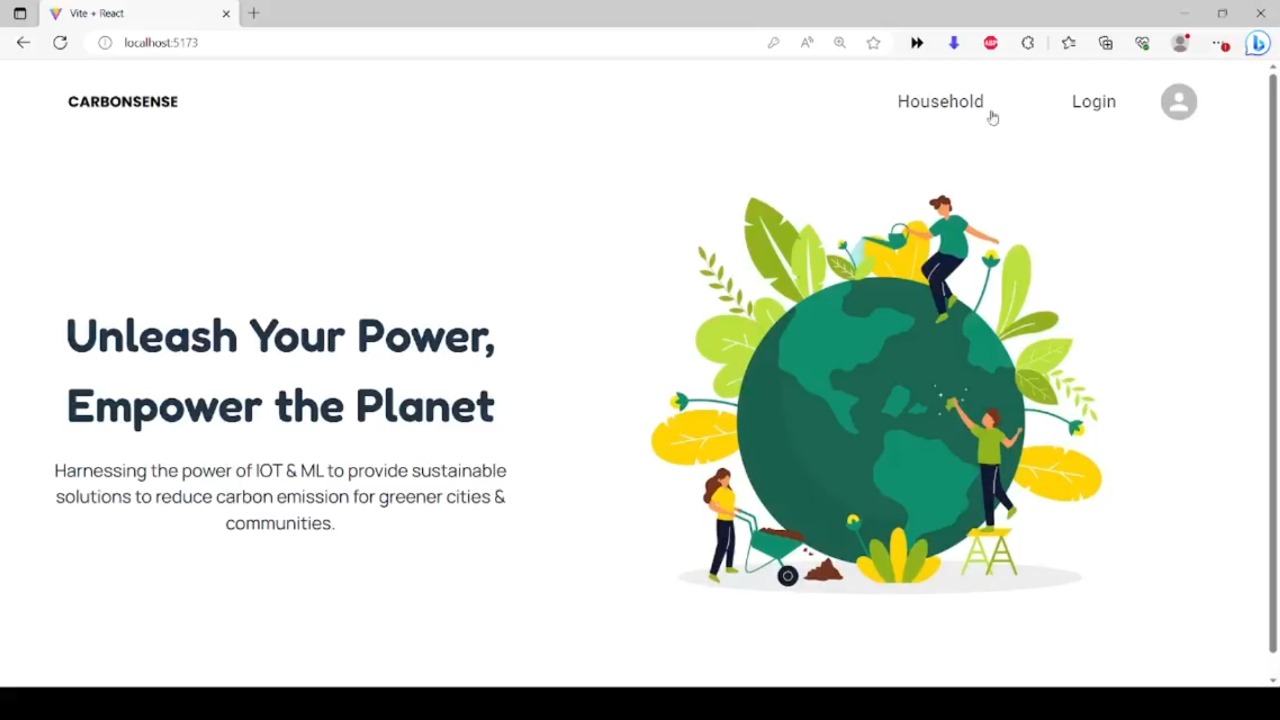 Vite + React
localhost:5173
CARBONSENSE
Household
Login
Unleash Your Power,
Empower the Planet
Harnessing the power of IOT & ML to provide sustainable
solutions to reduce carbon emission for greener cities &
communities.